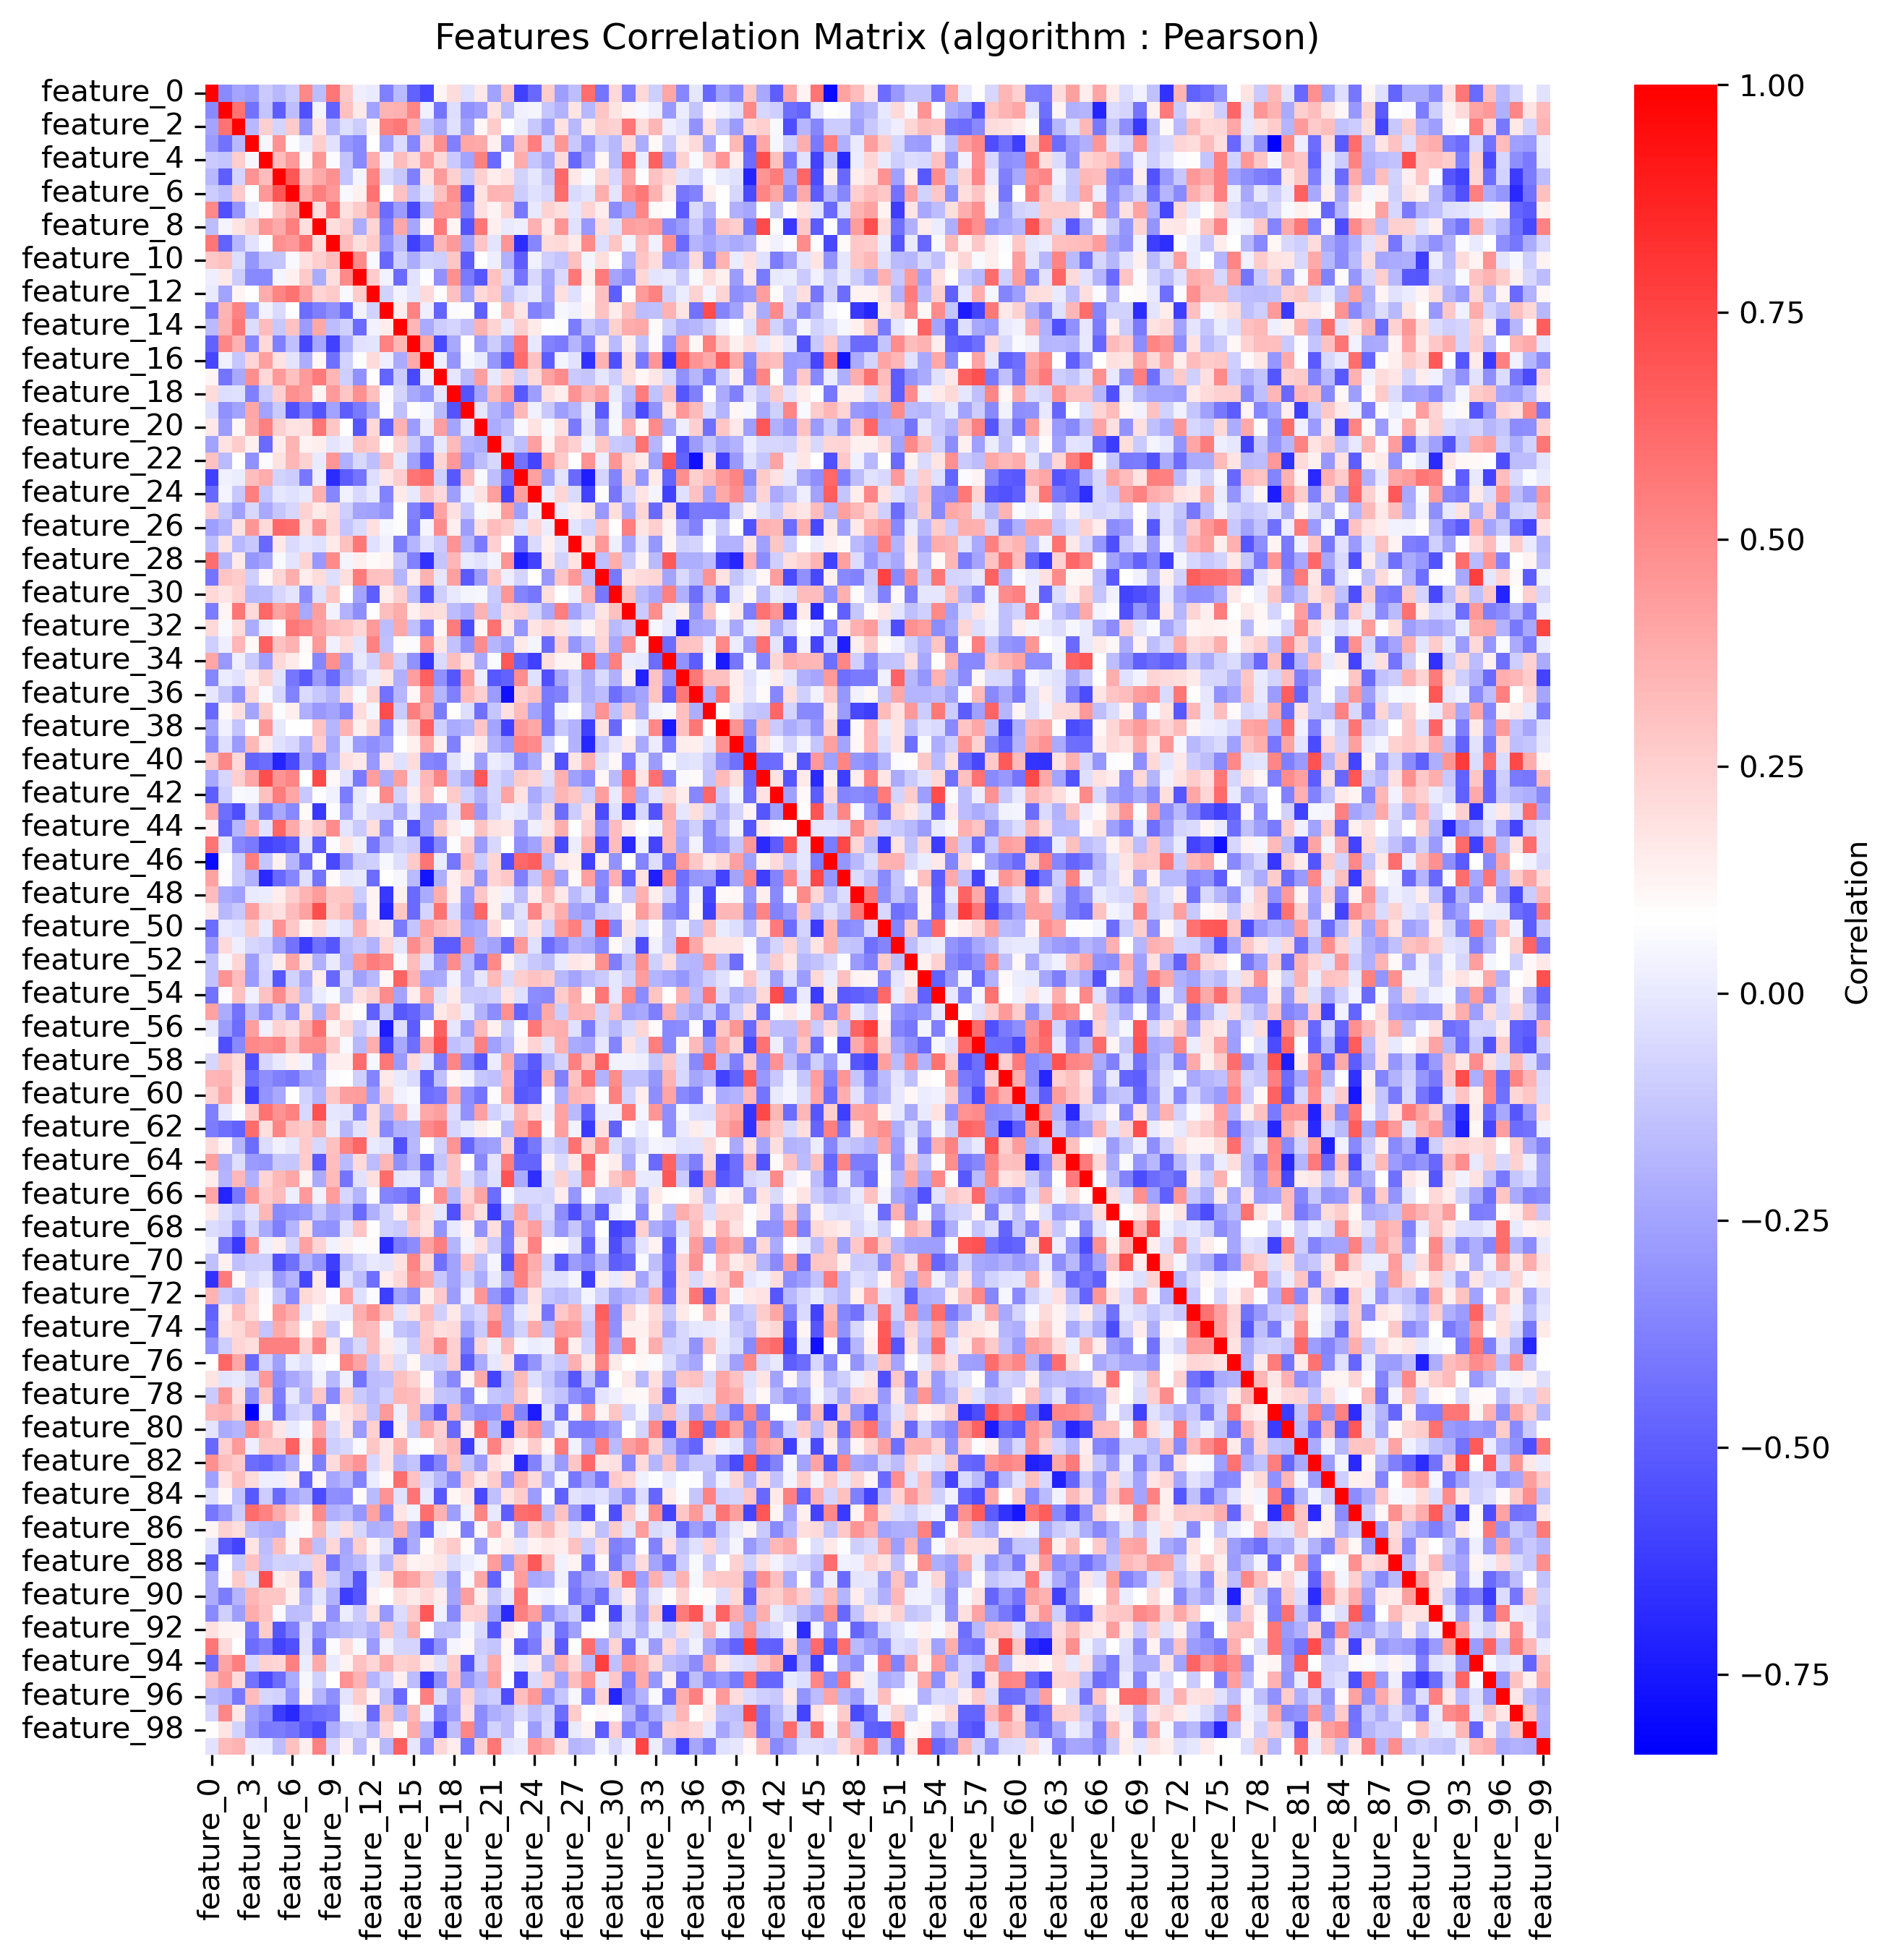 Features Correlation Matrix (algorithm : Pearson)
feature_0
feature_2
feature_4
feature_6
feature_8
feature_10
feature_12
feature_14
feature_16
feature_18
feature_20
feature_22
feature_24
feature_26
feature_28
feature_30
feature_32
feature_34
feature_36
feature_38
feature_40
feature_42
feature_44
feature_46
feature_48
feature_50
feature_52
feature_54
feature_56
feature_58
feature_60
feature_62
feature_64
feature_66
feature_68
feature_70
feature_72
feature_74
feature_76
feature_78
feature_80
feature_82
feature_84
feature_86
feature_88
feature_90
feature_92
feature_94
feature_96
feature_98
feature_0
feature_3
feature_6
feature_9
feature_12
feature_15
feature_18
feature_21
feature_24
feature_27
feature_30
feature_33
feature_36
feature_39
feature_42
feature_45
feature_48
feature_51
feature_54
feature_57
feature_60
feature_63
feature_66
feature_69
feature_72
feature_75
feature_78
feature_81
feature_84
feature_87
feature_90
feature_93
feature_96
feature_99
1.00
0.75
0.50
0.25
0.00
−0.25
−0.50
−0.75
Correlation